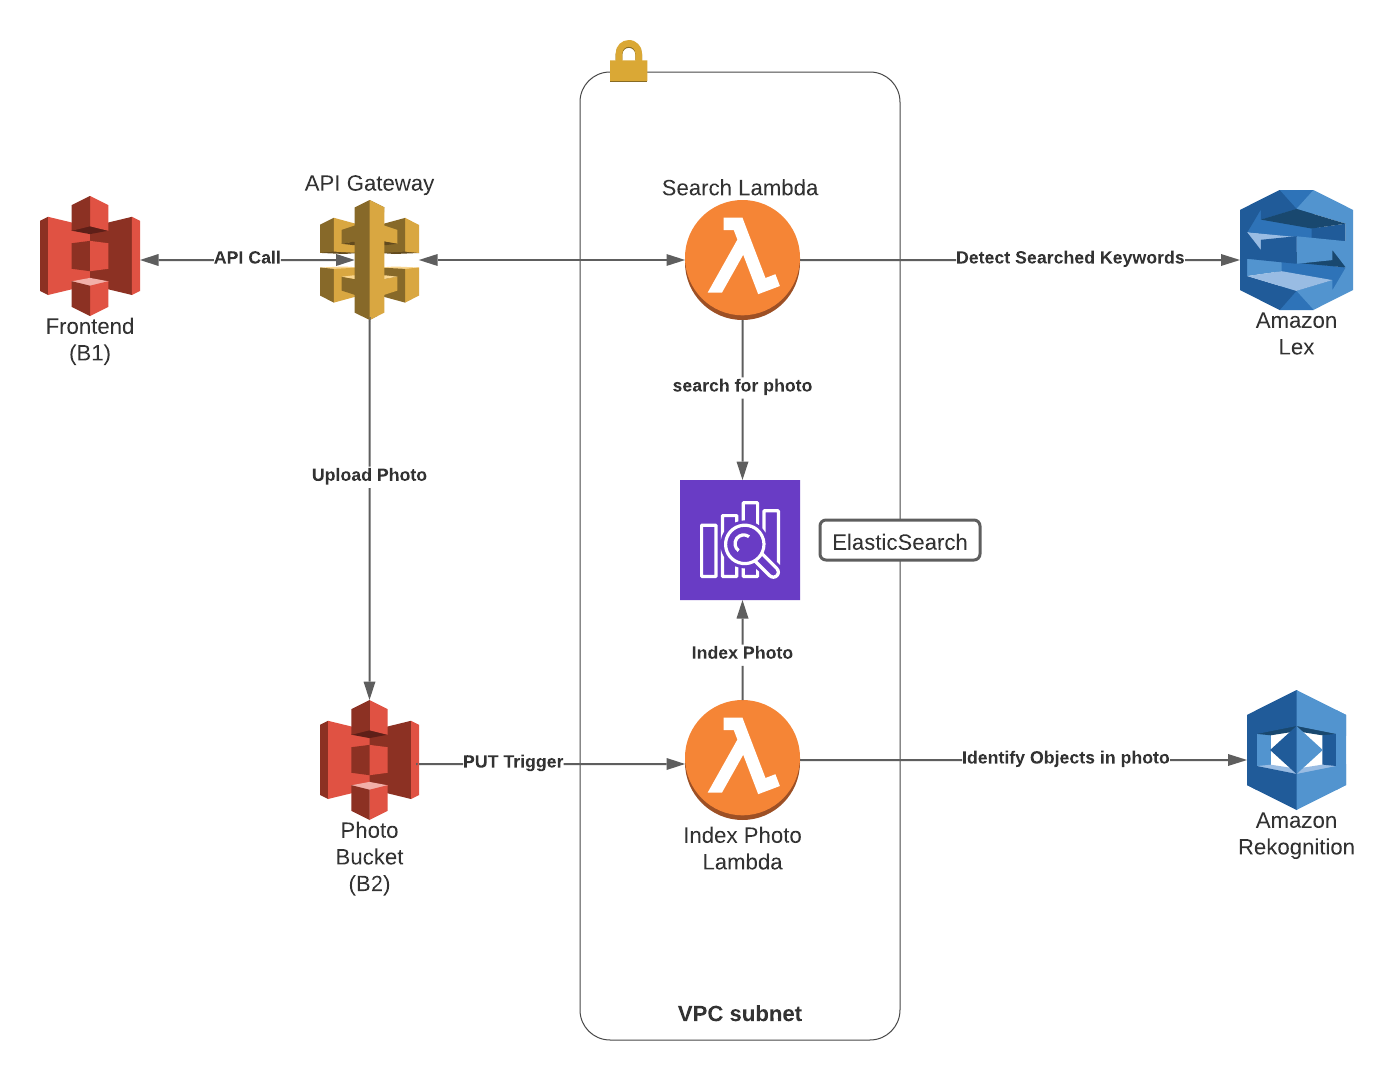 API Gateway
Search Lambda
API Call
Detect Searched Keywords
Frontend
(B1)
Amazon
Lex
search for photo
Upload Photo
ElasticSearch
Index Photo
PUT Trigger
Identify Objects in photo
Photo
Bucket
(B2)
Index Photo
Lambda
Amazon
Rekognition
VPC subnet